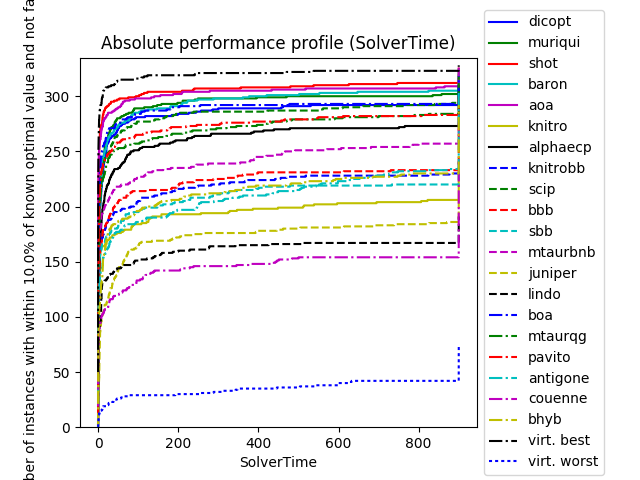 Absolute performance profile (SolverTime)
of instances with within 10.0% of known optimal value and not
300
250
200
150
100
50
0
0 200 400 600 800
SolverTime
dicopt
muriqui
shot
baron
aoa
knitro
alphaecp
knitrobb
scip
bbb
sbb
mtaurbnb
juniper
lindo
boa
mtaurqg
pavito
antigone
couenne
bhyb
virt. best
virt. worst